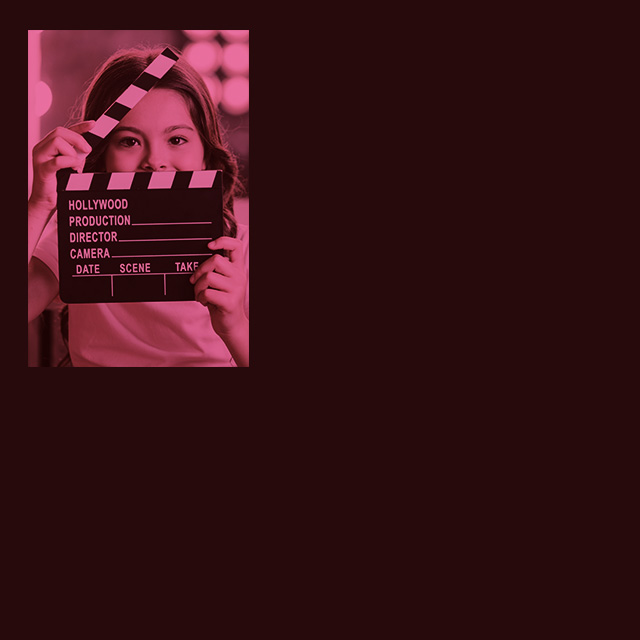 HOLLYWOOD
PRODUCTION
DIRECTOR
CAMERA
DATE SCENE TAKE